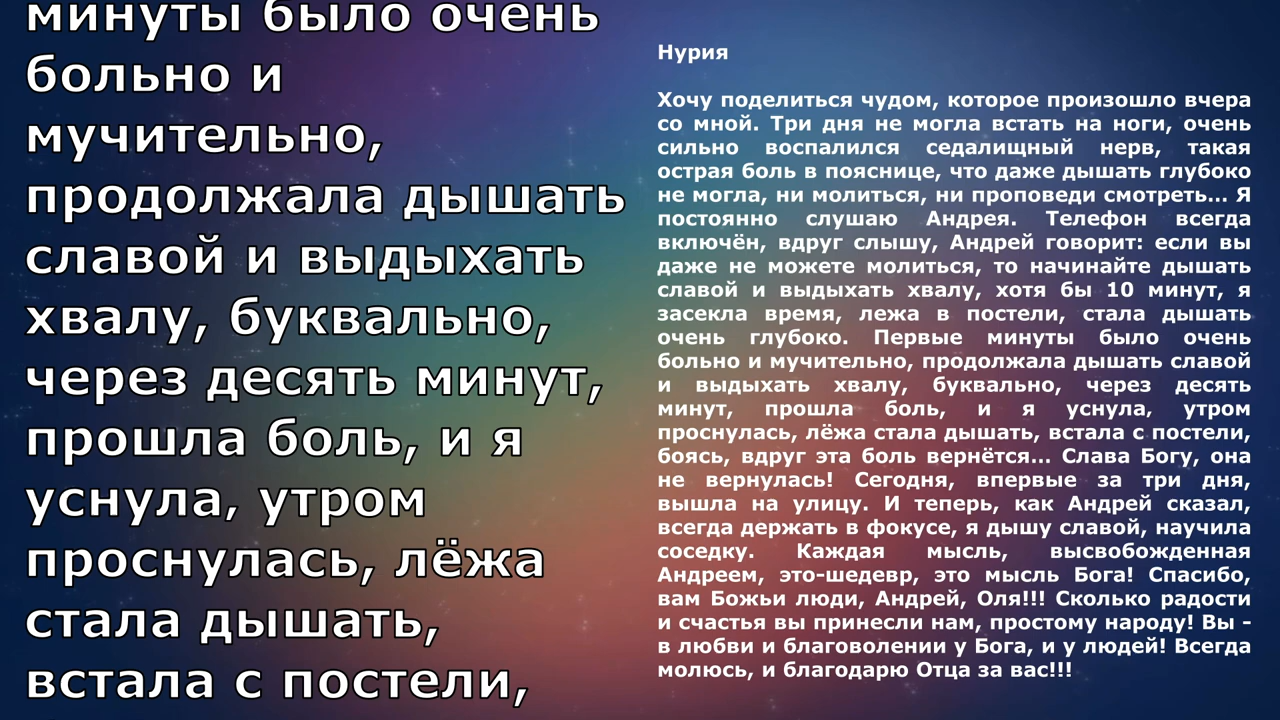 минуты было очень
больно и
мучительно,
продолжала дышать
славой и выдыхать
хвалу, буквально,
через десять минут,
прошла боль, и я
уснула, утром
проснулась, лёжа
стала дышать,
встала с постели,
Нурия
Хочу поделиться чудом, которое произошло вчера
со мной. Три дня не могла встать на ноги, очень
сильно воспалился седалищный нерв, такая
острая боль в пояснице, что даже дышать глубоко
не могла, ни молиться, ни проповеди смотреть... Я
постоянно слушаю Андрея. Телефон всегда
включён, вдруг слышу, Андрей говорит: если вы
даже не можете молиться, то начинайте дышать
славой и выдыхать хвалу, хотя бы 10 минут, я
засекла время, лежа в постели, стала дышать
очень глубоко. Первые минуты было очень
больно и мучительно, продолжала дышать славой
и выдыхать хвалу, буквально, через десять
минут, прошла боль, и я уснула, утром
проснулась, лёжа стала дышать, встала с постели,
боясь, вдруг эта боль вернётся... Слава Богу, она
не вернулась! Сегодня, впервые за три дня,
вышла на улицу. И теперь, как Андрей сказал,
всегда держать в фокусе, я дышу славой, научила
соседку. Каждая мысль, высвобожденная
Андреем, это-шедевр, это мысль Бога! Спасибо,
вам Божьи люди, Андрей, Оля!!! Сколько радости
и счастья вы принесли нам, простому народу! Вы -
в любви и благоволении у Бога, и у людей! Всегда
молюсь, и благодарю Отца за вас!!!